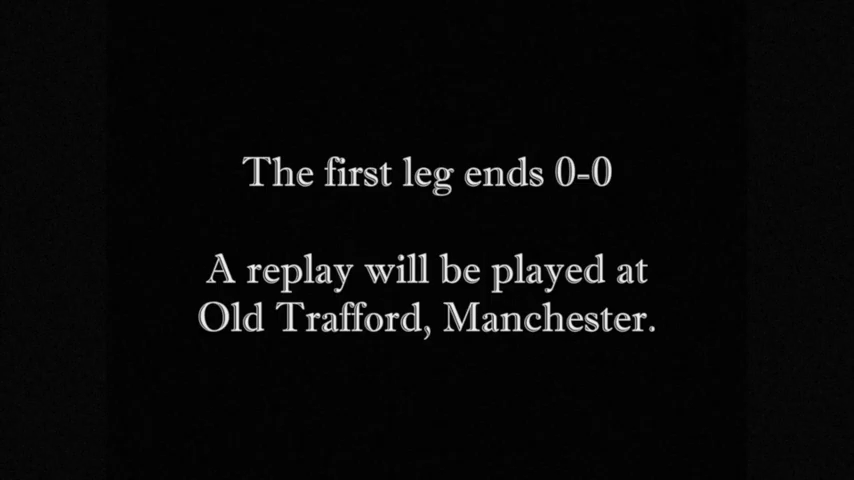 The first leg ends 0-0
A replay will be played at
Old Trafford, Manchester.